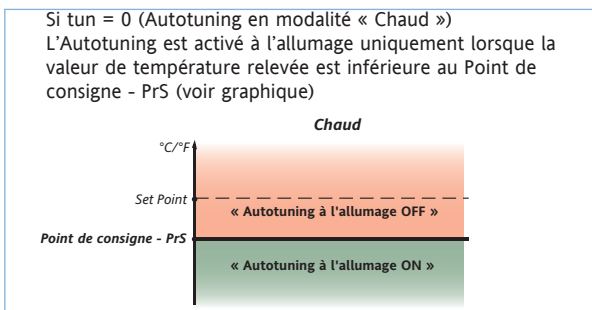 Si tun = 0 (Autotuning en modalité « Chaud »)
L'Autotuning est activé à l'allumage uniquement lorsque la
valeur de température relevée est inférieure au Point de
consigne - PrS (voir graphique)
Chaud
°C/°F
Set Point
« Autotuning à l'allumage OFF »
Point de consigne - PrS
« Autotuning à l'allumage ON »